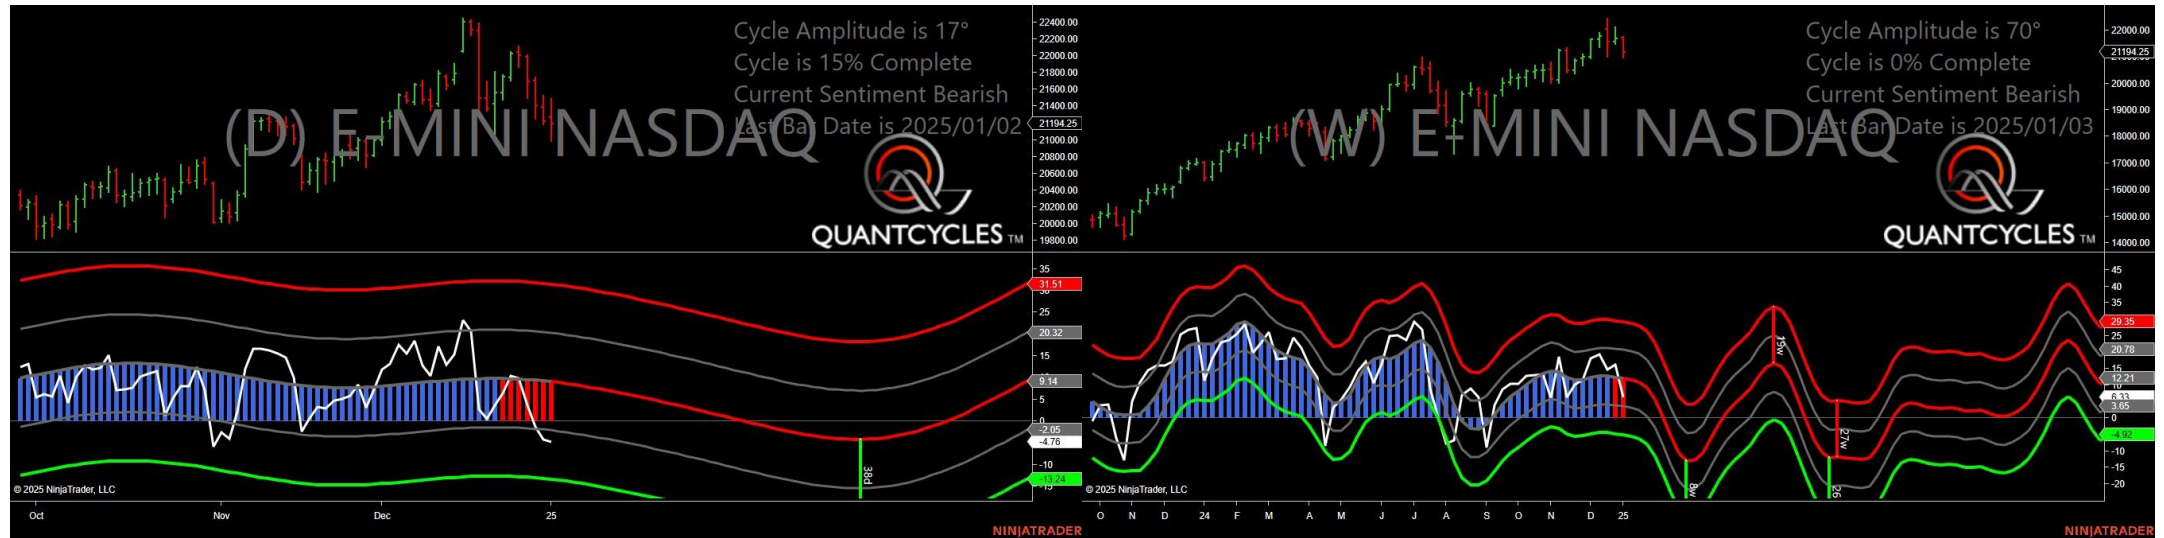 Cycle Amplitude is 17°
Cycle is 15% Complete
Current Sentiment Bearish
Last Bar Date is 2025/01/02
(D) E-MINI NASDAQ
QUANTCYCLES TM
22400.00
22200.00
22000.00
21800.00
21600.00
21400.00
21194.25
21000.00
20800.00
20600.00
20400.00
20200.00
20000.00
19800.00
35
31.51
30
25
20.32
15
9.14
5
0
-2.05
-4.76
-10
-13.24
38d
© 2025 NinjaTrader, LLC
Oct Nov Dec 25
NINJATRADER
Cycle Amplitude is 70°
Cycle is 0% Complete
Current Sentiment Bearish
Last Bar Date is 2025/01/03
(W) E-MINI NASDAQ
QUANTCYCLES TM
22000.00
21194.25
20000.00
19000.00
18000.00
17000.00
16000.00
15000.00
14000.00
45
40
35
29.35
25
20.78
15
12.21
6.33
3.65
0
-4.92
-10
-15
-20
19w
27w
8w
26
© 2025 NinjaTrader, LLC
O N D 24 F M A M J J A S O N D 25
NINJATRADER